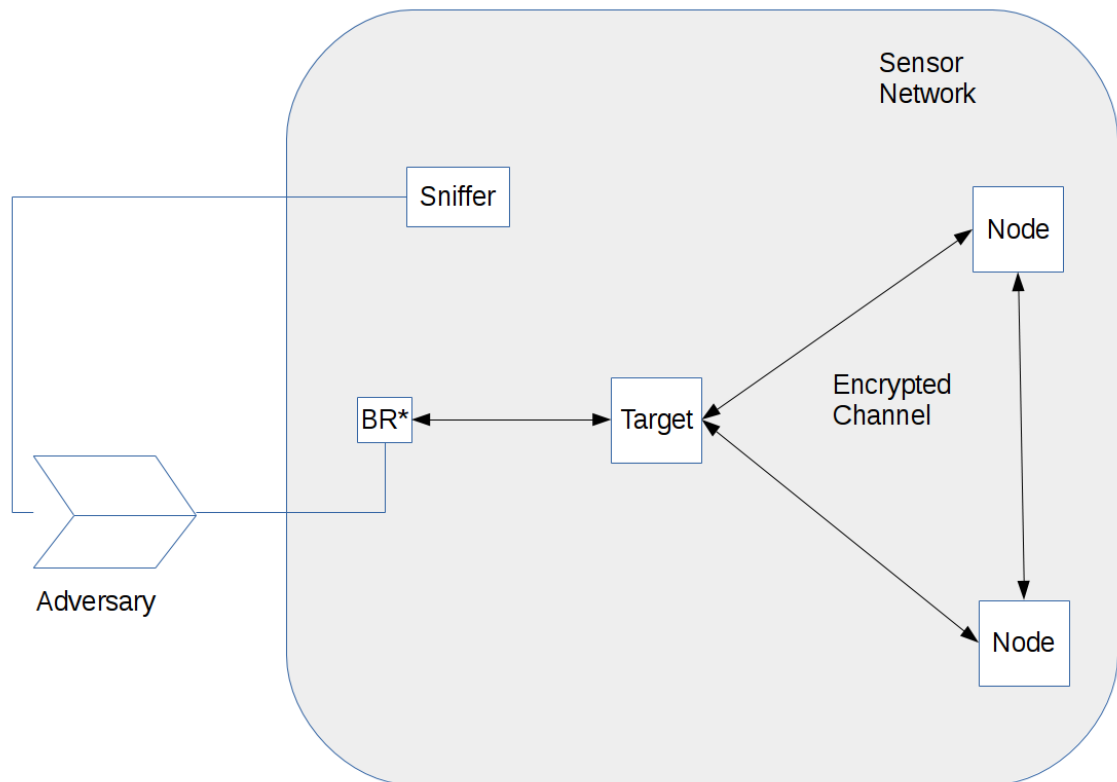 Sensor
Network
Sniffer
Node
BR*
Target
Encrypted
Channel
Adversary
Node